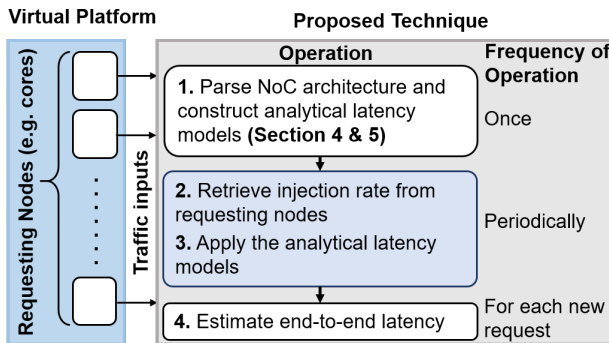 Virtual Platform
Proposed Technique
Requesting Nodes (e.g. cores)
Traffic inputs
Operation
Frequency of
Operation
1. Parse NoC architecture and
construct analytical latency
models (Section 4 & 5)
Once
2. Retrieve injection rate from
requesting nodes
3. Apply the analytical latency
models
Periodically
4. Estimate end-to-end latency
For each new
request